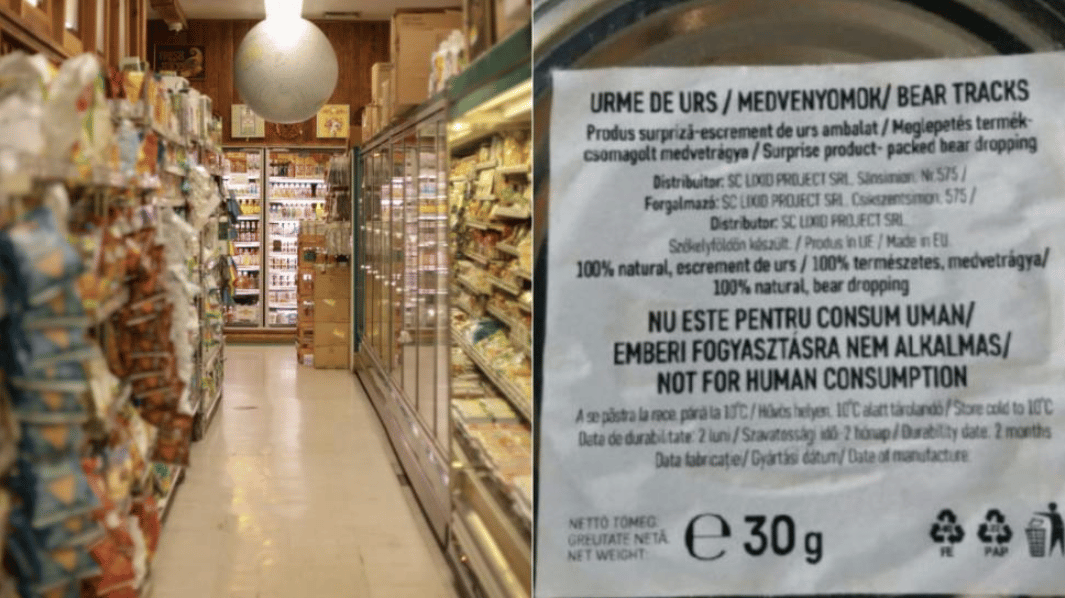 URME DE URS / MEDVENYOMOK/ BEAR TRACKS
Produs surpriză-escrement de urs ambalat / Meglepetés termék-
csomagolt medvetrágya / Surprise product- packed bear dropping
Distribuitor: SC LIXID PROJECT SRL. Sânsimion, Nr.575 /
Forgalmazó: SC LIXID PROJECT SRL. Csíkszentsimon, 575 /
Distributor: SC LIXID PROJECT SRL
Székelyföldön készült. / Produs în UE / Made in EU.
100% natural, escrement de urs / 100% természetes, medvetrágya/
100% natural, bear dropping
NU ESTE PENTRU CONSUM UMAN/
EMBERI FOGYASZTÁSRA NEM ALKALMAS/
NOT FOR HUMAN CONSUMPTION
A se păstra la rece, până la 10°C / Hűvös helyen, 10°C alatt tárolandó / Store cold to 10°C
Data de durabilitate: 2 luni / Szavatossági idő: 2 hónap / Durability date: 2 months
Data fabricație/ Gyártási dátum/ Date of manufacture:
NETTÓ TÖMEG:
GREUTATE NETĂ:
NET WEIGHT:
℮ 30 g
FE
PAP